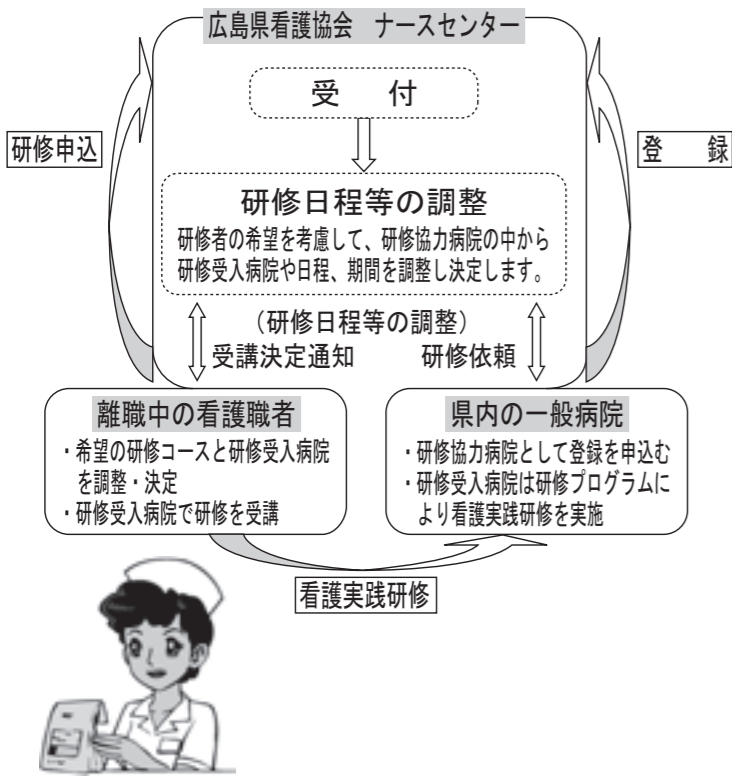 広島県看護協会　ナースセンター
受　付
研修申込
登　録
研修日程等の調整
研修者の希望を考慮して、研修協力病院の中から
研修受入病院や日程、期間を調整し決定します。
（研修日程等の調整）
受講決定通知
研修依頼
離職中の看護職者
・希望の研修コースと研修受入病院
を調整・決定
・研修受入病院で研修を受講
県内の一般病院
・研修協力病院として登録を申込む
・研修受入病院は研修プログラムに
より看護実践研修を実施
看護実践研修